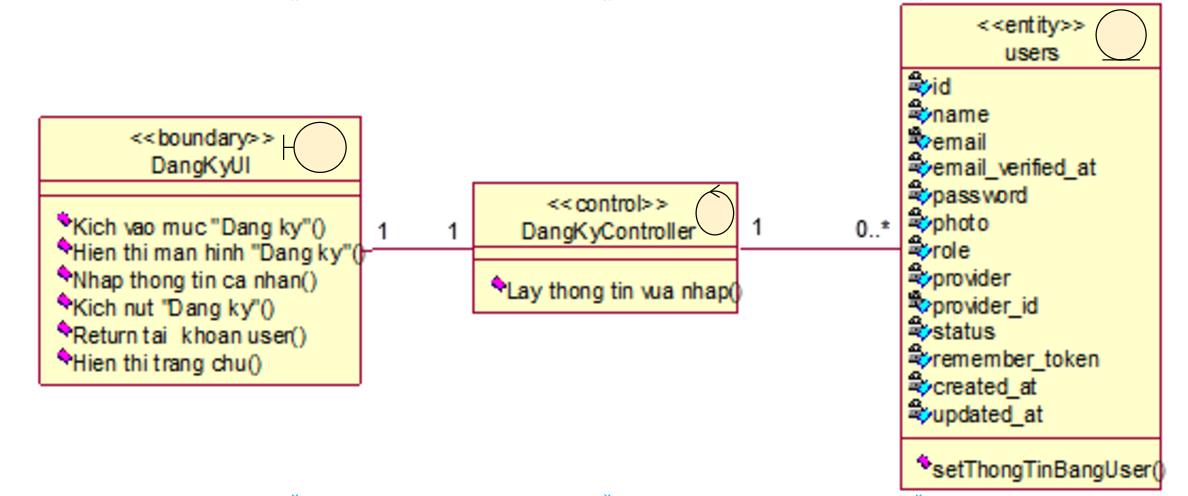 <<boundary>>
DangKyUI
Kich vao muc "Dang ky"()
Hien thi man hinh "Dang ky"()
Nhap thong tin ca nhan()
Kich nut "Dang ky"()
Return tai khoan user()
Hien thi trang chu()
1
1
<<control>>
DangKyController
Lay thong tin vua nhap()
1
0..*
<<entity>>
users
id
name
email
email_verified_at
password
photo
role
provider
provider_id
status
remember_token
created_at
updated_at
setThongTinBangUser()